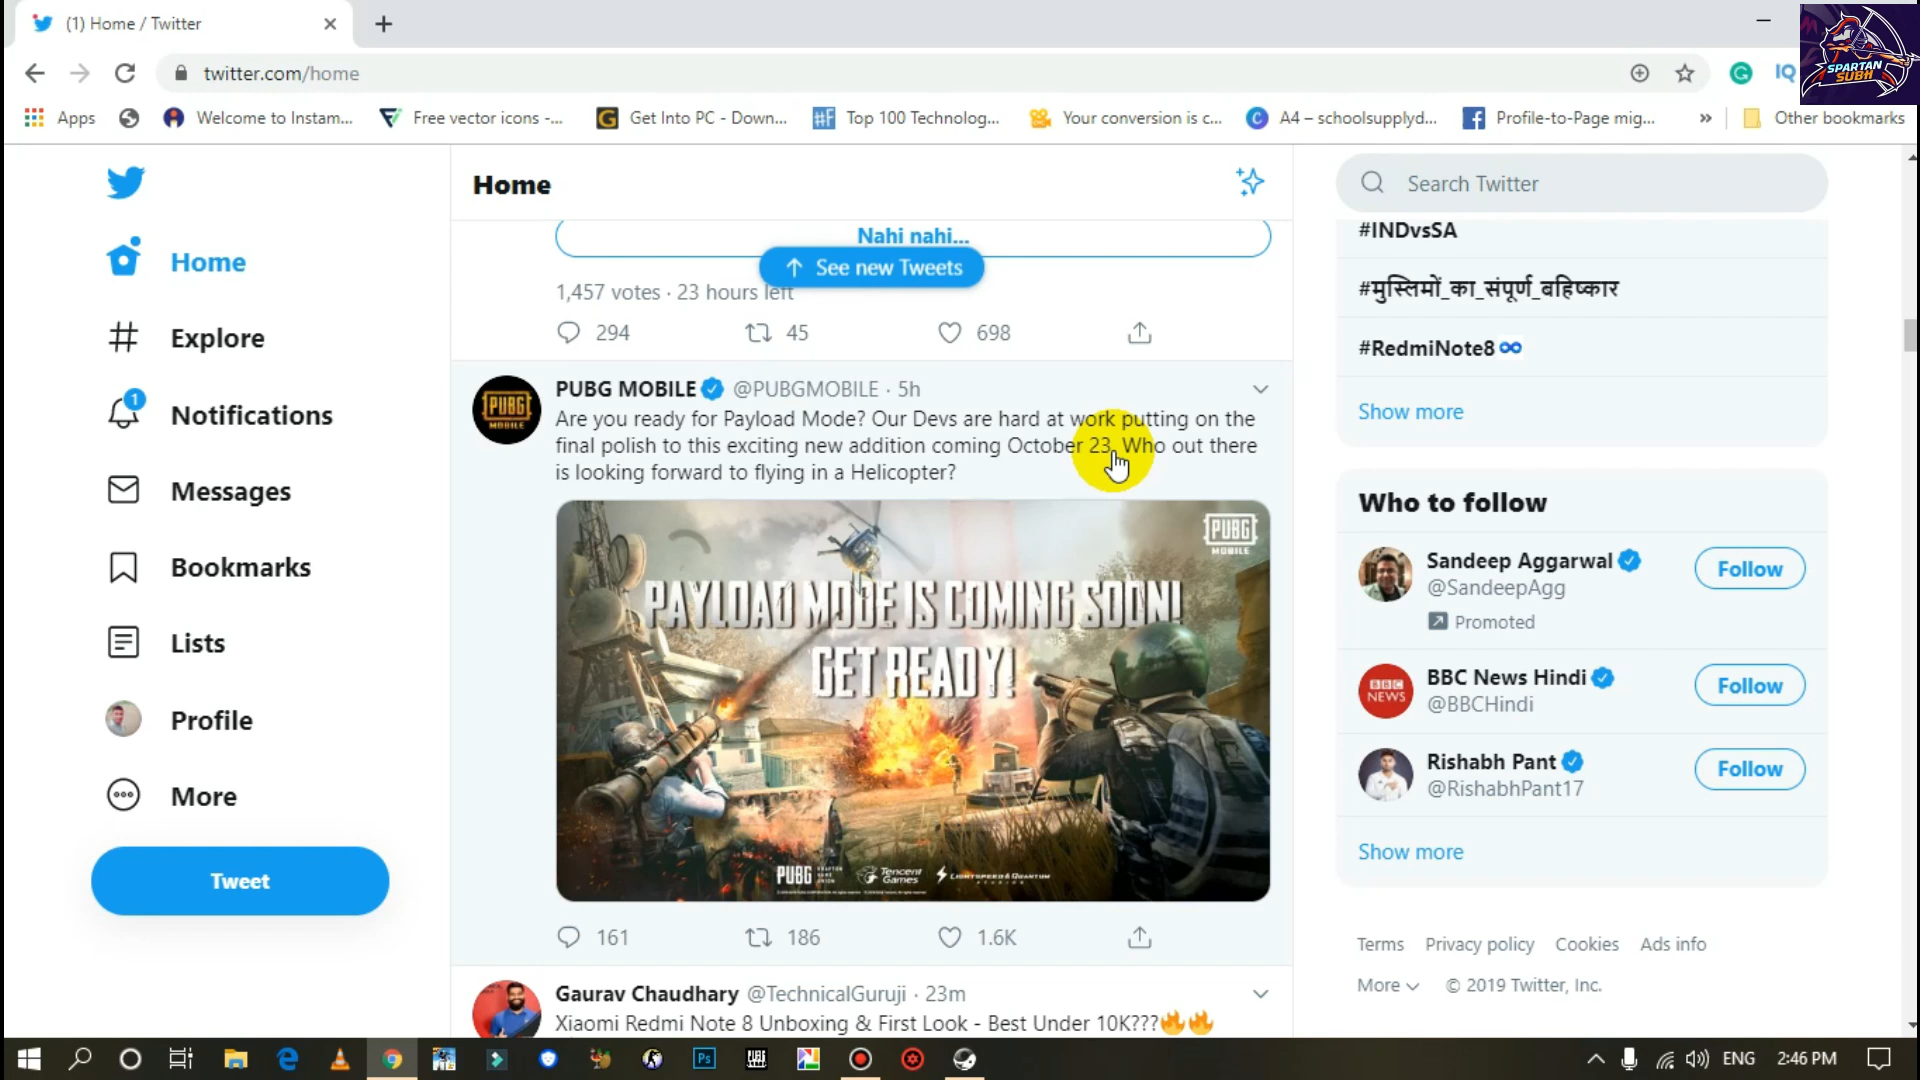 (1) Home / Twitter
twitter.com/home
IQ
SPARTAN
SUBH
Apps
Welcome to Instam...
Free vector icons -...
Get Into PC - Down...
#F
Top 100 Technolog...
Your conversion is c...
A4 – schoolsupplyd...
Profile-to-Page mig...
»
Other bookmarks
Home
Explore
1
Notifications
Messages
Bookmarks
Lists
Profile
More
Tweet
Home
Nahi nahi...
See new Tweets
1,457 votes · 23 hours left
294
45
698
PUBG
MOBILE
PUBG MOBILE @PUBGMOBILE · 5h
Are you ready for Payload Mode? Our Devs are hard at work putting on the
final polish to this exciting new addition coming October 23. Who out there
is looking forward to flying in a Helicopter?
PUBG
MOBILE
PAYLOAD MODE IS COMING SOON!
GET READY!
PUBG
Tencent
Games
LIGHTSPEED & QUANTUM
STUDIOS
161
186
1.6K
Gaurav Chaudhary @TechnicalGuruji · 23m
Xiaomi Redmi Note 8 Unboxing & First Look - Best Under 10K???🔥🔥
Search Twitter
#INDvsSA
#मुस्लिमों_का_संपूर्ण_बहिष्कार
#RedmiNote8
Show more
Who to follow
Sandeep Aggarwal
@SandeepAgg
Promoted
Follow
BBC
NEWS
BBC News Hindi
@BBCHindi
Follow
Rishabh Pant
@RishabhPant17
Follow
Show more
Terms Privacy policy Cookies Ads info
More © 2019 Twitter, Inc.
Ps
ENG
2:46 PM